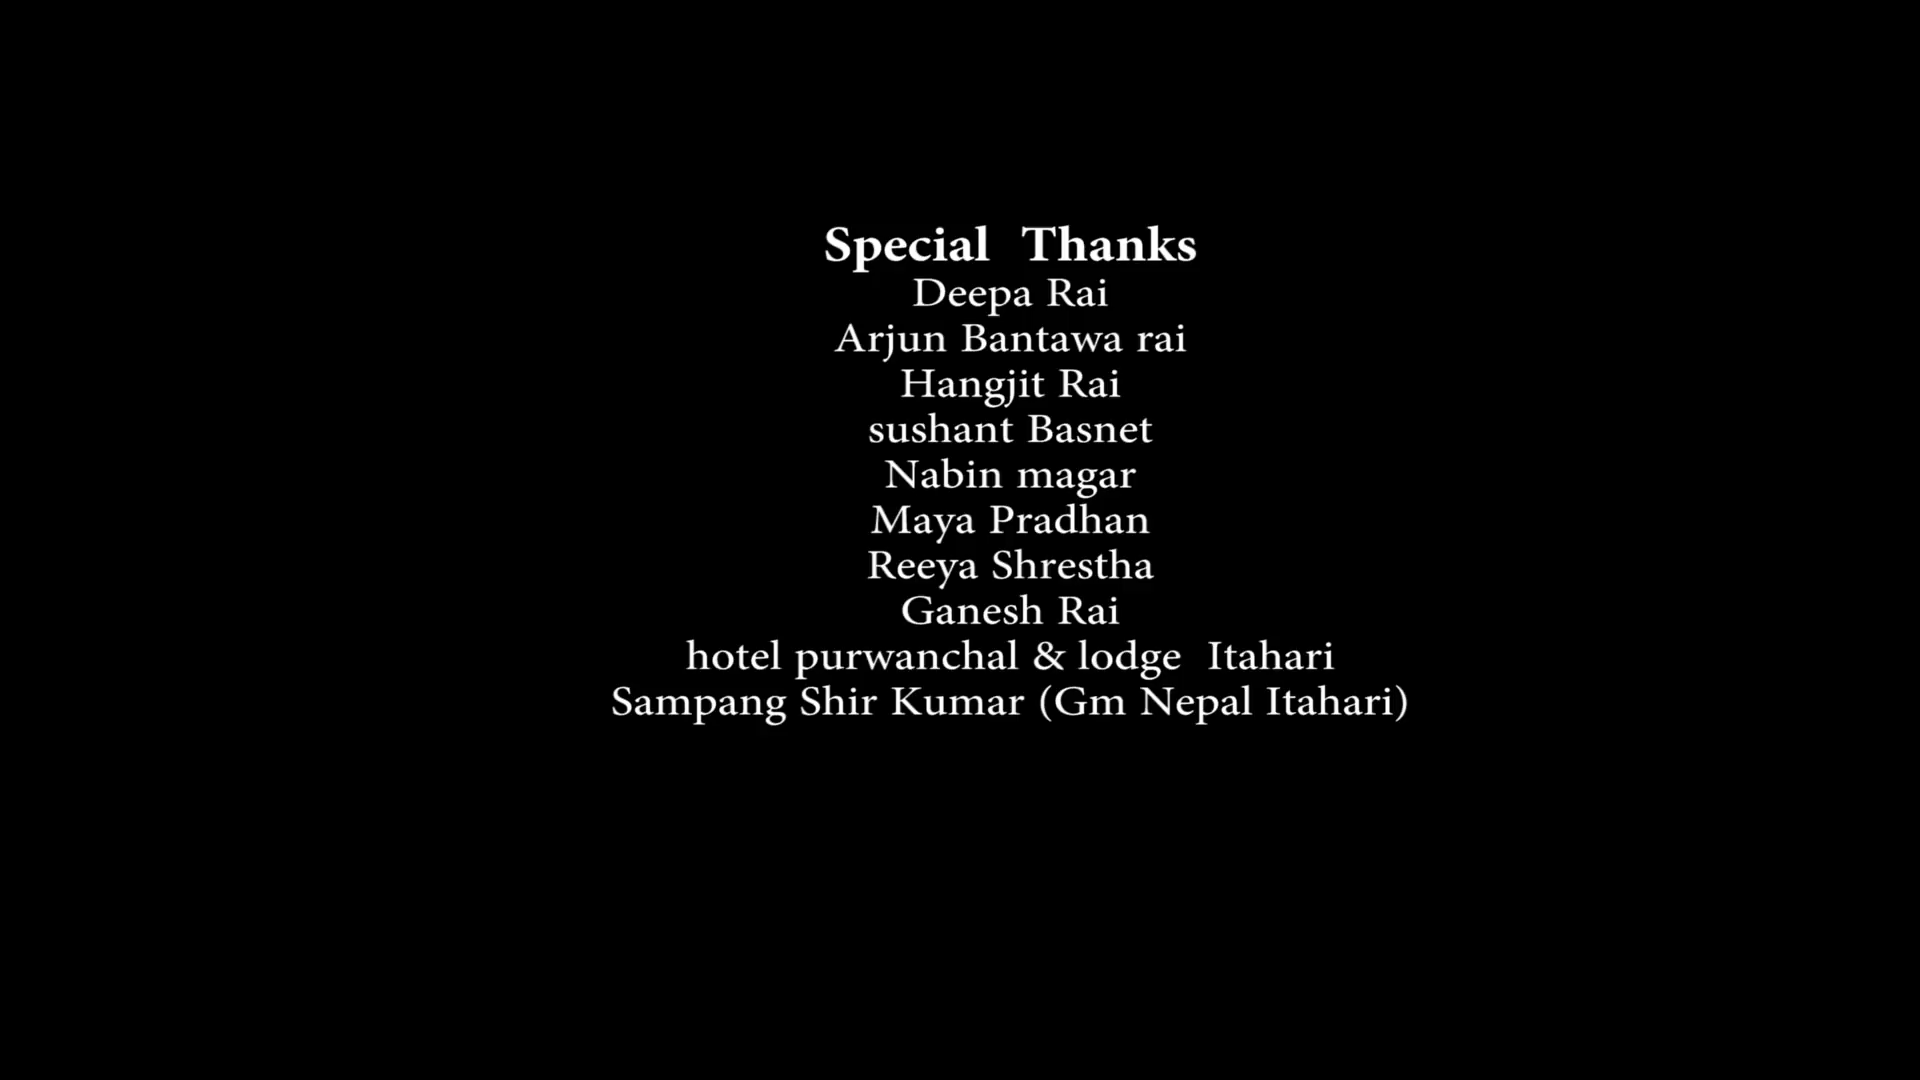 Special Thanks
Deepa Rai
Arjun Bantawa rai
Hangjit Rai
sushant Basnet
Nabin magar
Maya Pradhan
Reeya Shrestha
Ganesh Rai
hotel purwanchal & lodge Itahari
Sampang Shir Kumar (Gm Nepal Itahari)